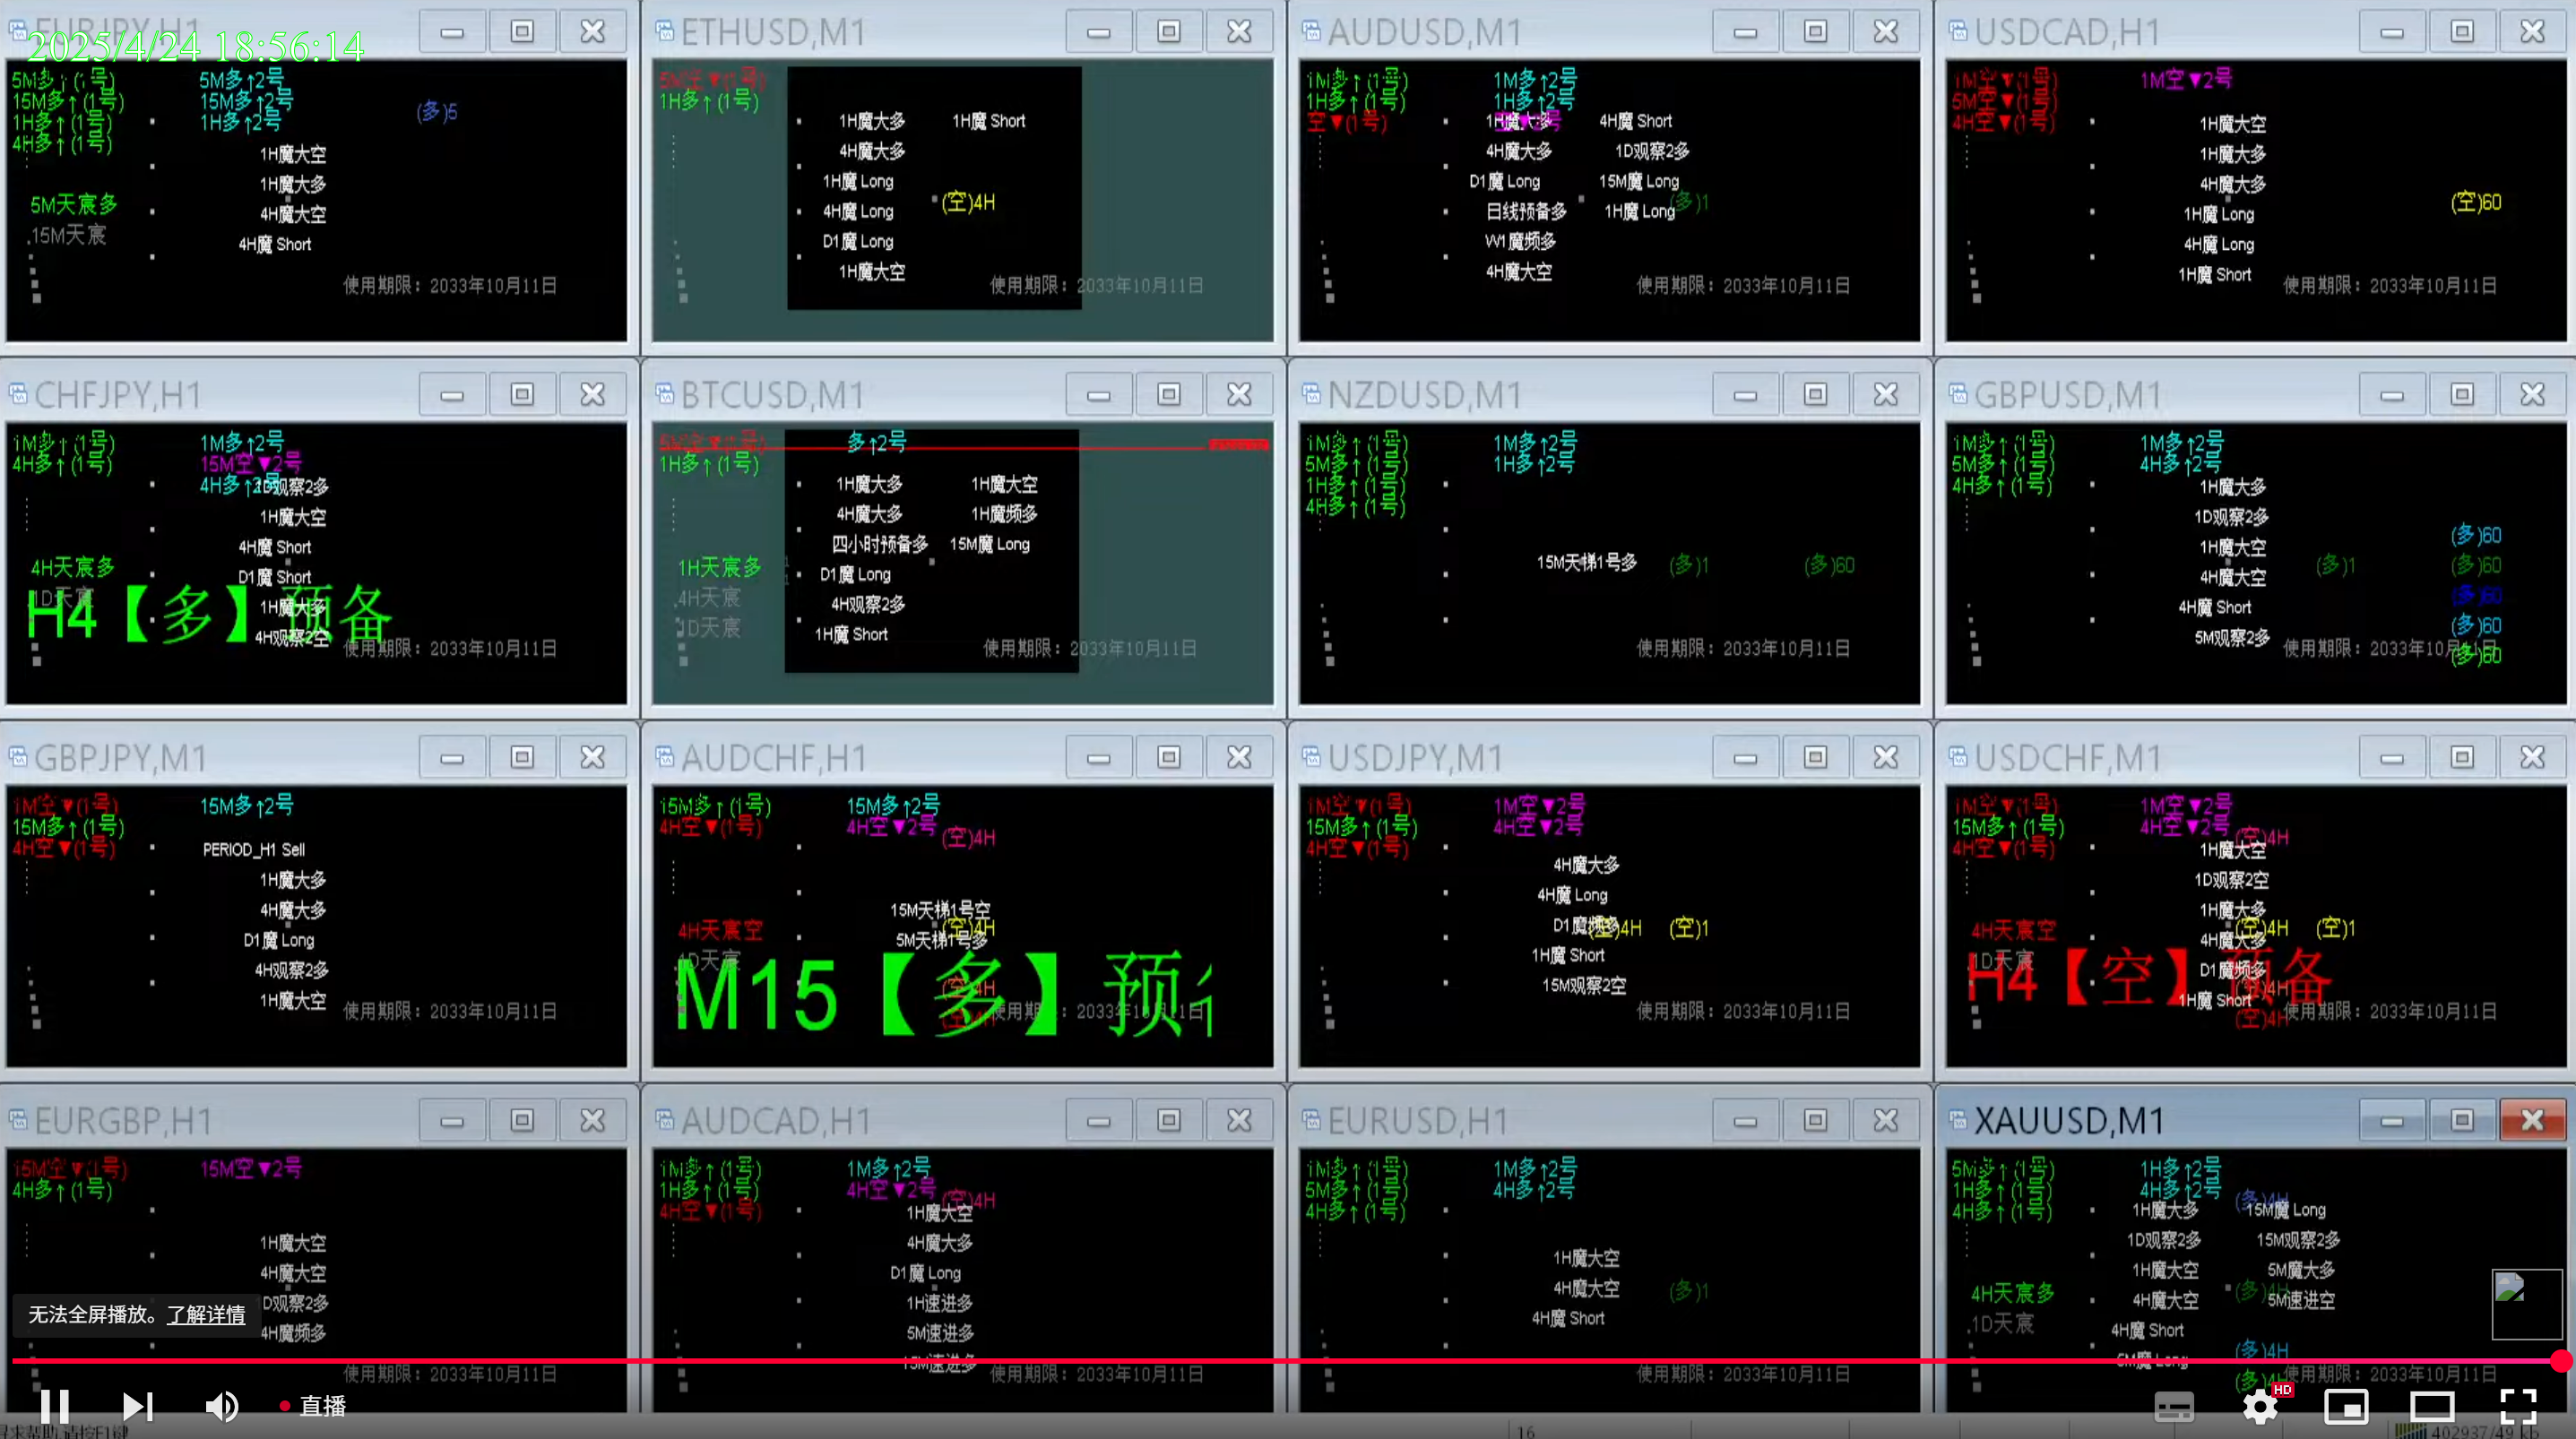 EURJPY,H1
2025/4/24 18:56:14
5M多↑(1号) 5M多↑2号
15M多↑(1号) 15M多↑2号 (多)5
1H多↑(1号) 1H多↑2号
4H多↑(1号)
1H魔大空
1H魔大多
5M天宸多 4H魔大空
15M天宸 4H魔 Short
使用期限：2033年10月11日
ETHUSD,M1
5M空▼(1号)
1H多↑(1号)
1H魔大多 1H魔 Short
4H魔大多
1H魔 Long
4H魔 Long (空)4H
D1魔 Long
1H魔大空
使用期限：2033年10月11日
AUDUSD,M1
1M多↑(1号) 1M多↑2号
1H多↑(1号) 1H多↑2号
空▼(1号) 1H魔大多 4H魔 Short
4H魔大多 1D观察2多
D1魔 Long 15M魔 Long
日线预备多 1H魔 Long (多)1
W1魔频多
4H魔大空
使用期限：2033年10月11日
USDCAD,H1
1M空▼(1号) 1M空▼2号
5M空▼(1号)
4H空▼(1号) 1H魔大空
1H魔大多
4H魔大多
1H魔 Long (空)60
4H魔 Long
1H魔 Short
使用期限：2033年10月11日
CHFJPY,H1
1M多↑(1号) 1M多↑2号
4H多↑(1号) 15M空▼2号
4H多↑2号 1D观察2多
1H魔大空
4H魔 Short
4H天宸多 D1魔 Short
1D天宸 1H魔大多
H4【多】预备
4H观察2空
使用期限：2033年10月11日
BTCUSD,M1
5M空▼(1号) 多↑2号
1H多↑(1号)
1H魔大多 1H魔大空
4H魔大多 1H魔频多
四小时预备多 15M魔 Long
1H天宸多 D1魔 Long
4H天宸 4H观察2多
1D天宸 1H魔 Short
使用期限：2033年10月11日
NZDUSD,M1
1M多↑(1号) 1M多↑2号
5M多↑(1号) 1H多↑2号
1H多↑(1号)
4H多↑(1号)
15M天梯1号多 (多)1 (多)60
使用期限：2033年10月11日
GBPUSD,M1
1M多↑(1号) 1M多↑2号
5M多↑(1号) 4H多↑2号
4H多↑(1号) 1H魔大多
1D观察2多
1H魔大空 (多)60
4H魔大空 (多)1 (多)60
(多)60
4H魔 Short (多)60
5M观察2多 (多)60
使用期限：2033年10月11日
GBPJPY,M1
1M空▼(1号) 15M多↑2号
15M多↑(1号)
4H空▼(1号) PERIOD_H1 Sell
1H魔大多
4H魔大多
D1魔 Long
4H观察2多
1H魔大空
使用期限：2033年10月11日
AUDCHF,H1
15M多↑(1号) 15M多↑2号
4H空▼(1号) 4H空▼2号 (空)4H
15M天梯1号空
4H天宸空 (空)4H
5M天梯1号多
1D天宸
M15【多】预
(空)4H
使用期限：2033年10月11日
USDJPY,M1
1M空▼(1号) 1M空▼2号
15M多↑(1号) 4H空▼2号
4H空▼(1号)
4H魔大多
4H魔 Long
D1魔频多 (空)4H (空)1
1H魔 Short
15M观察2空
使用期限：2033年10月11日
USDCHF,M1
1M空▼(1号) 1M空▼2号
15M多↑(1号) 4H空▼2号 (空)4H
4H空▼(1号) 1H魔大空
1D观察2空
1H魔大多
4H天宸空 4H魔大多 (空)4H (空)1
1D天宸 D1魔频多
H4【空】预备
1H魔 Short
(空)4H
使用期限：2033年10月11日
EURGBP,H1
15M空▼(1号) 15M空▼2号
4H多↑(1号)
1H魔大空
4H魔大空
1D观察2多
4H魔频多
使用期限：2033年10月11日
AUDCAD,H1
1M多↑(1号) 1M多↑2号
1H多↑(1号) 4H空▼2号 (空)4H
4H空▼(1号) 1H魔大空
4H魔大多
D1魔 Long
1H速进多
5M速进多
15M速进多
使用期限：2033年10月11日
EURUSD,H1
1M多↑(1号) 1M多↑2号
5M多↑(1号) 4H多↑2号
4H多↑(1号)
1H魔大空
4H魔大空 (多)1
4H魔 Short
使用期限：2033年10月11日
XAUUSD,M1
5M多↑(1号) 1H多↑2号
1H多↑(1号) 4H多↑2号 (多)4H
4H多↑(1号) 1H魔大多 15M魔 Long
1D观察2多 15M观察2多
1H魔大空 5M魔大多
4H天宸多 4H魔大空 (多)4H 5M速进空
1D天宸 4H魔 Short
5M魔 Long (多)4H
使用期限：2033年10月11日
(多)4H
无法全屏播放。了解详情
直播
HD
16
402937/49 kb